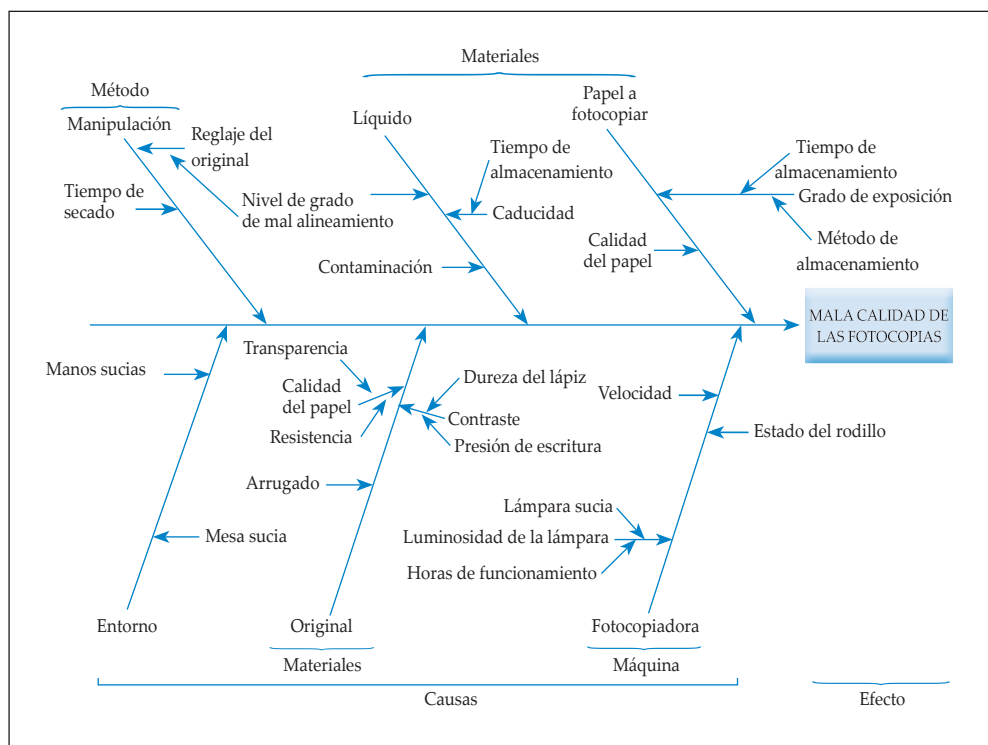 Materiales
Método
Manipulación
Reglaje del
original
Tiempo de
secado
Nivel de grado
de mal alineamiento
Líquido
Tiempo de
almacenamiento
Caducidad
Contaminación
Papel a
fotocopiar
Tiempo de
almacenamiento
Grado de exposición
Método de
almacenamiento
Calidad
del papel
MALA CALIDAD DE
LAS FOTOCOPIAS
Manos sucias
Mesa sucia
Entorno
Transparencia
Calidad
del papel
Resistencia
Dureza del lápiz
Contraste
Presión de escritura
Arrugado
Original
Materiales
Velocidad
Estado del rodillo
Lámpara sucia
Luminosidad de la lámpara
Horas de funcionamiento
Fotocopiadora
Máquina
Causas
Efecto